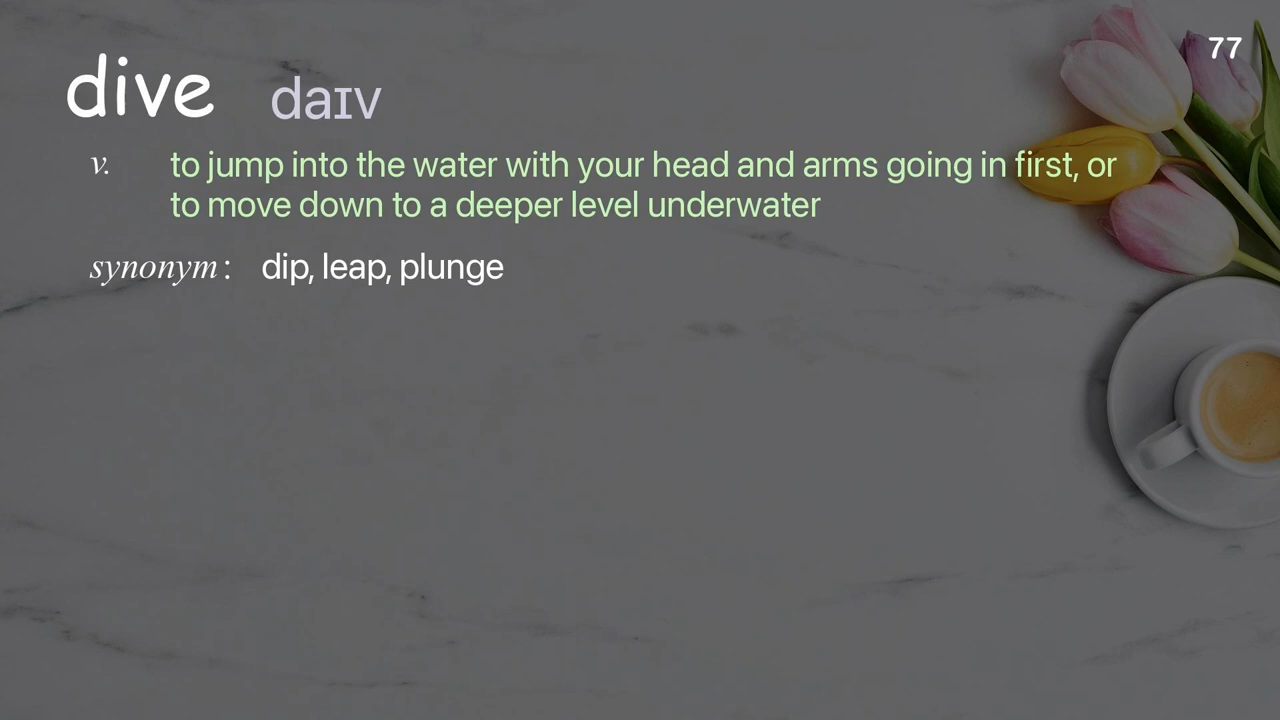 77
dive daɪv
v. to jump into the water with your head and arms going in first, or
to move down to a deeper level underwater
synonym: dip, leap, plunge